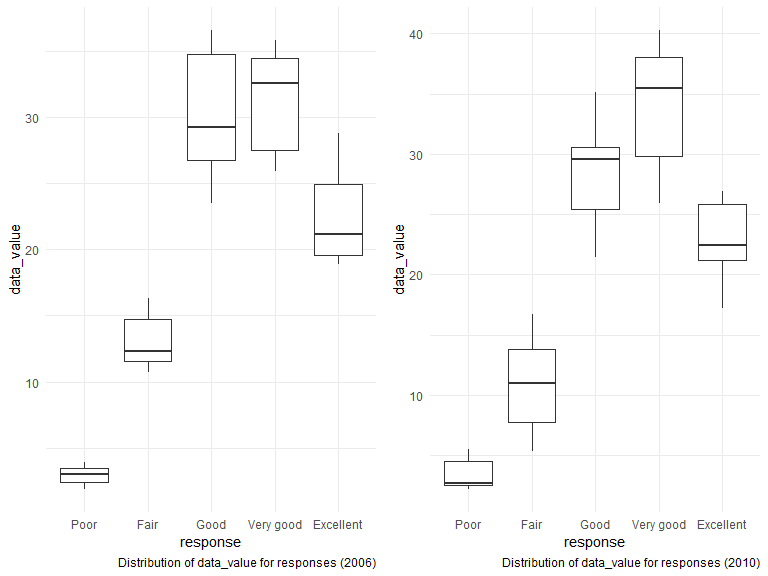 data_value
30
20
10
Poor Fair Good Very good Excellent
response
Distribution of data_value for responses (2006)
data_value
40
30
20
10
Poor Fair Good Very good Excellent
response
Distribution of data_value for responses (2010)